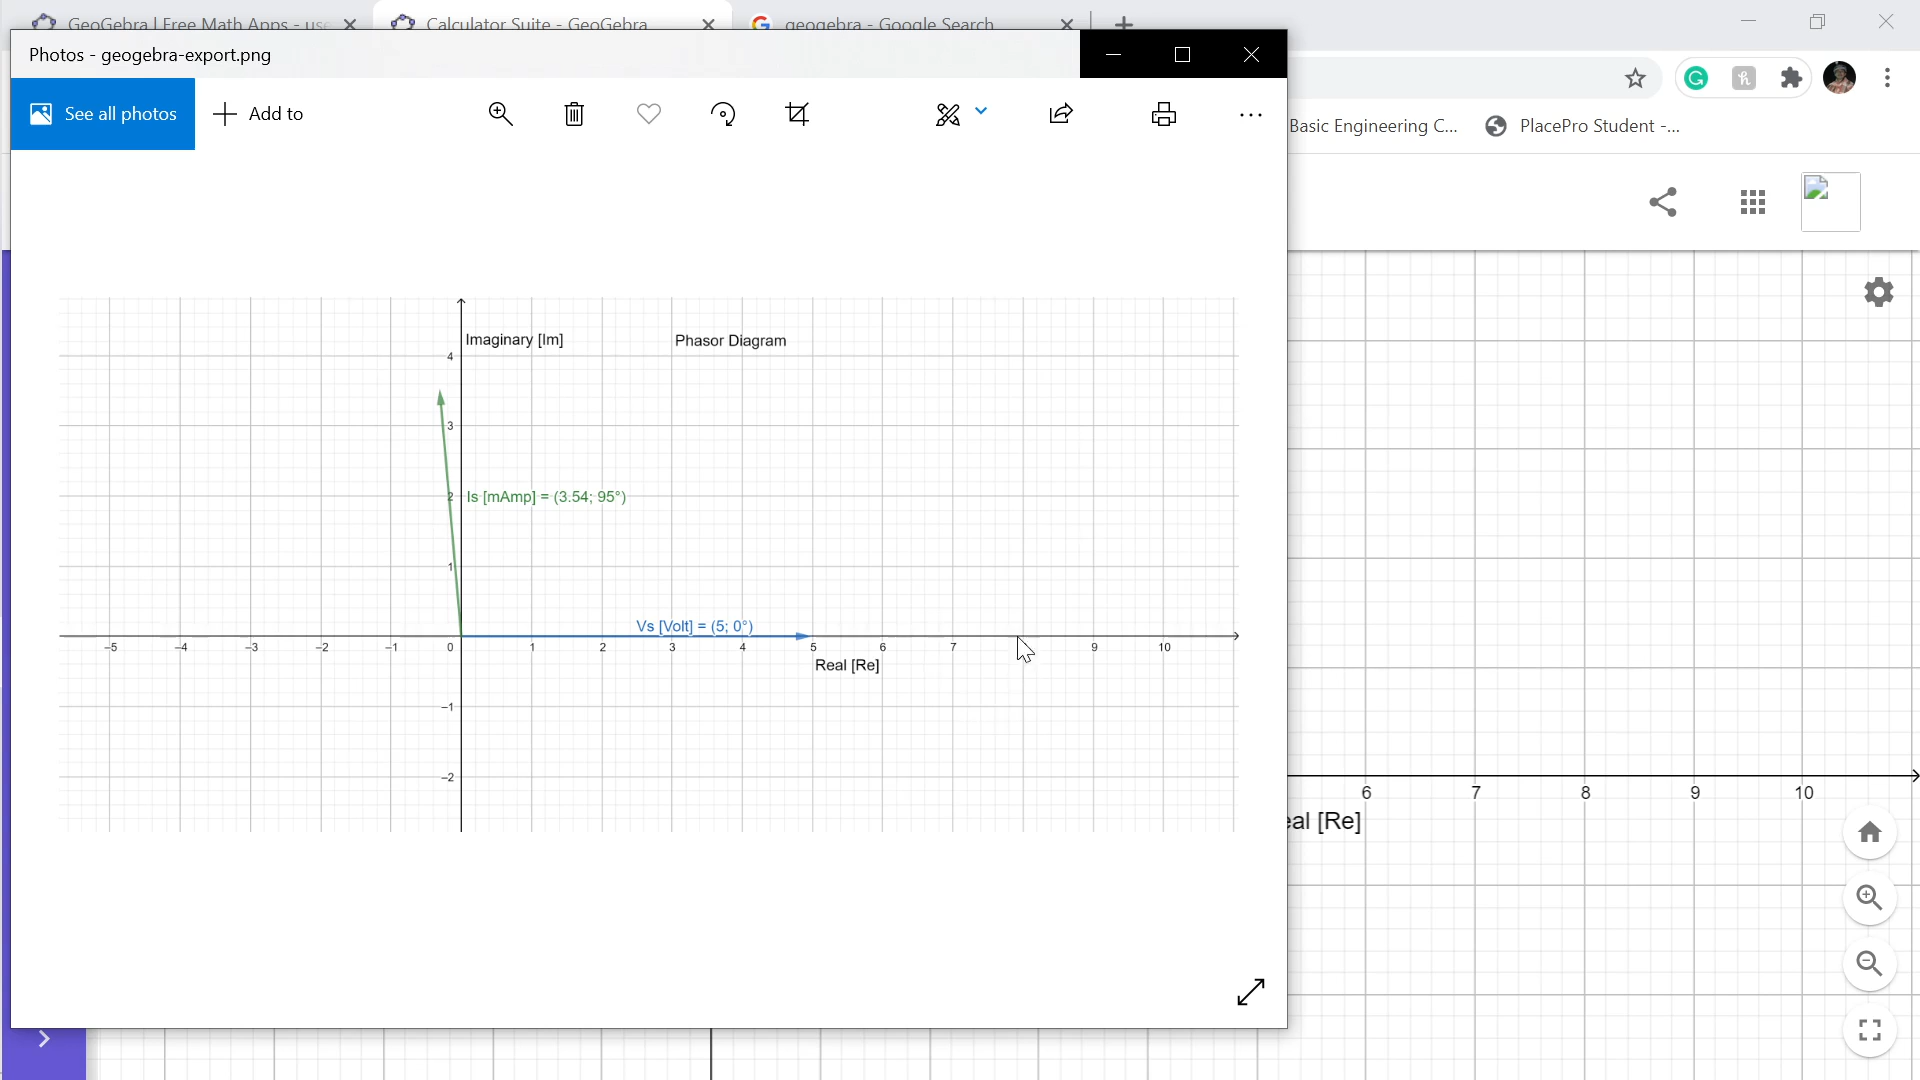 GeoGebra | Free Math Apps - use
Calculator Suite - GeoGebra
geogebra - Google Search
Photos - geogebra-export.png
See all photos
Add to
Basic Engineering C...
PlacePro Student -...
Imaginary [Im]
Phasor Diagram
4
3
2
Is [mAmp] = (3.54; 95°)
1
Vs [Volt] = (5; 0°)
–5 –4 –3 –2 –1 0 1 2 3 4 5 6 7 9 10
Real [Re]
–1
–2
6 7 8 9 10
eal [Re]